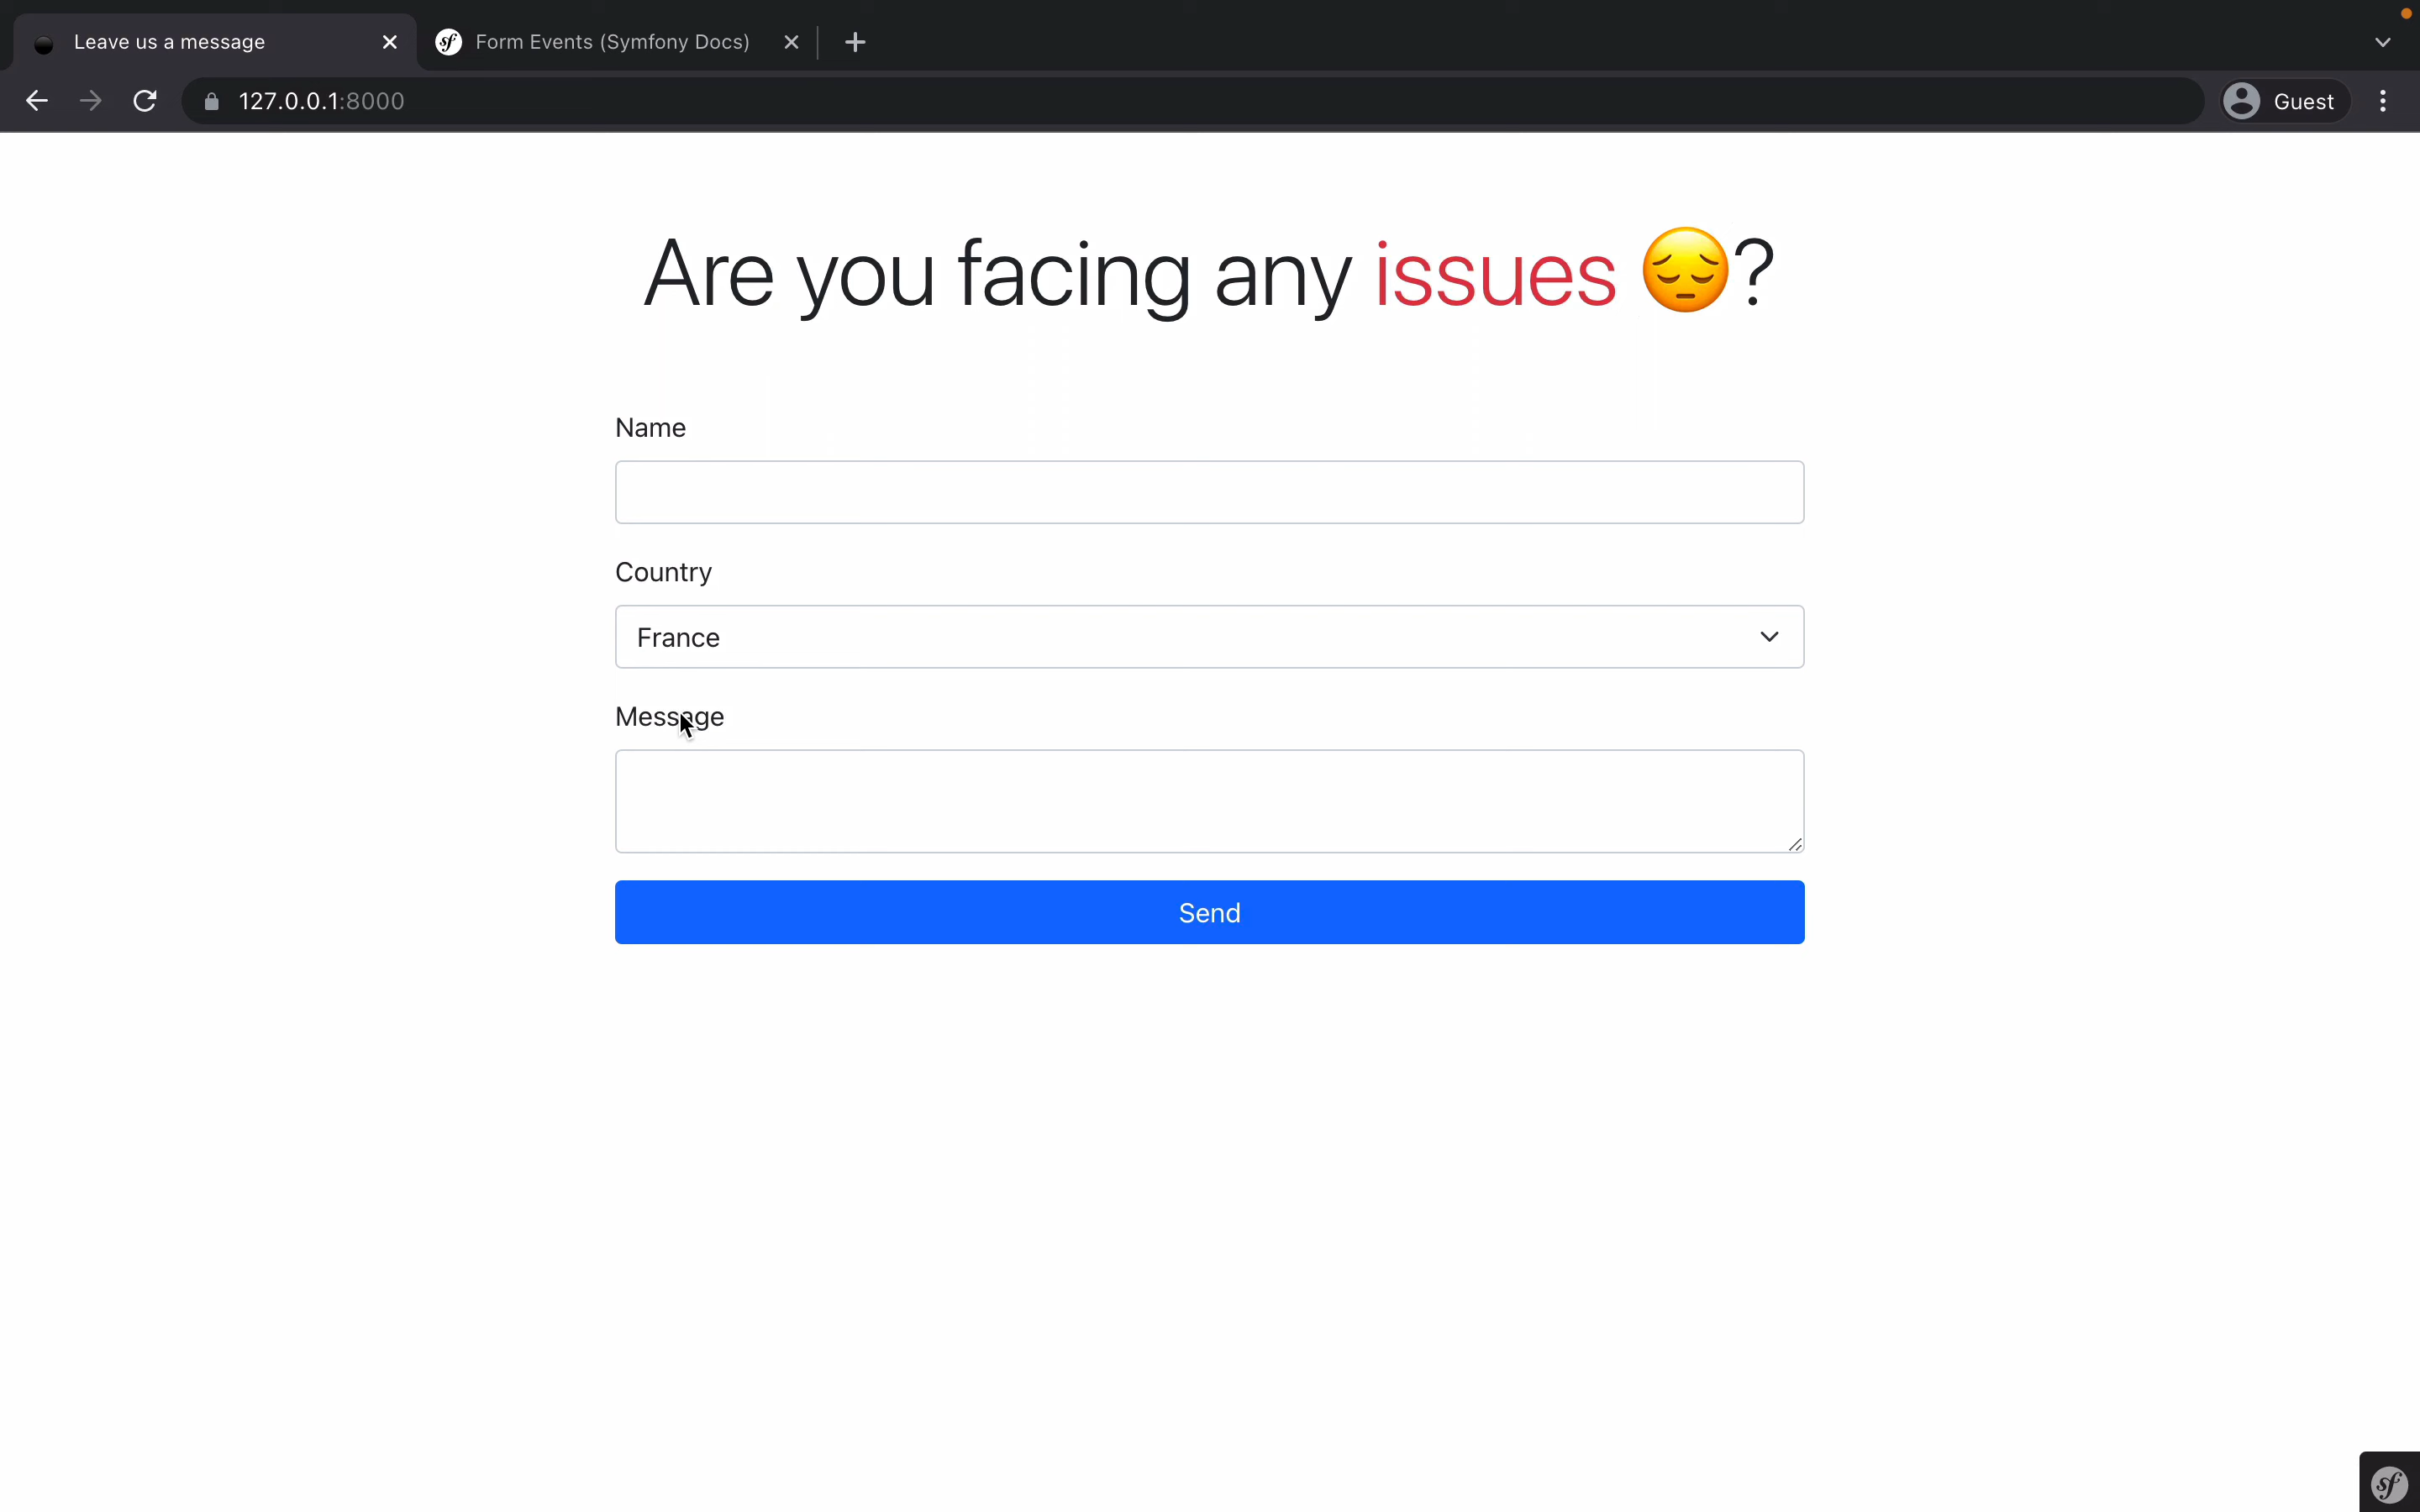 Leave us a message
Form Events (Symfony Docs)
127.0.0.1:8000
Guest
Are you facing any issues 😔?
Name
Country
France
Message
Send
sf